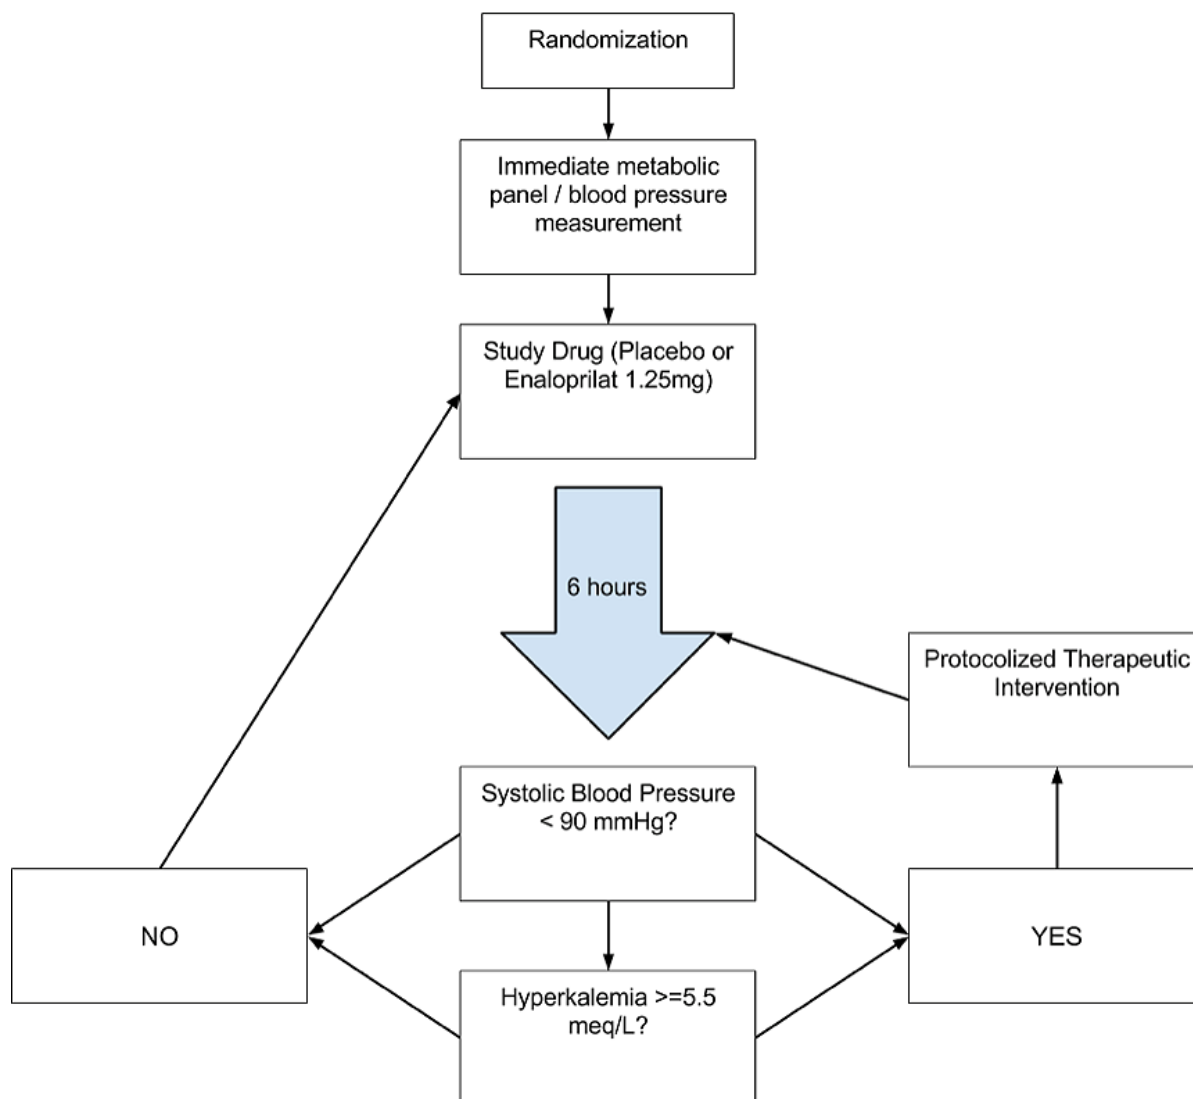 Randomization
Immediate metabolic
panel / blood pressure
measurement
Study Drug (Placebo or
Enaloprilat 1.25mg)
6 hours
Protocolized Therapeutic
Intervention
Systolic Blood Pressure
< 90 mmHg?
NO
YES
Hyperkalemia >=5.5
meq/L?